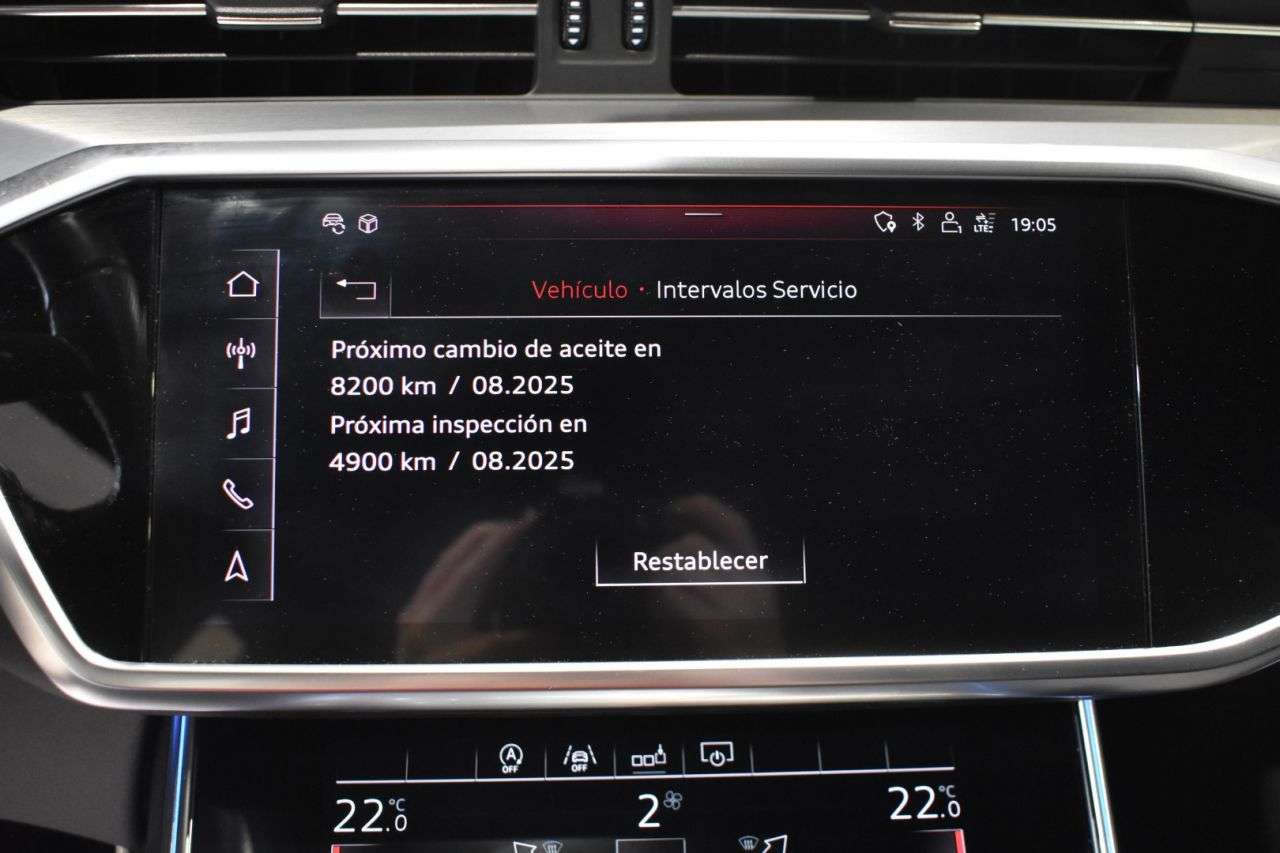 LTE 19:05
Vehículo · Intervalos Servicio
Próximo cambio de aceite en
8200 km / 08.2025
Próxima inspección en
4900 km / 08.2025
Restablecer
A OFF OFF
22.0 °C 2 22.0 °C